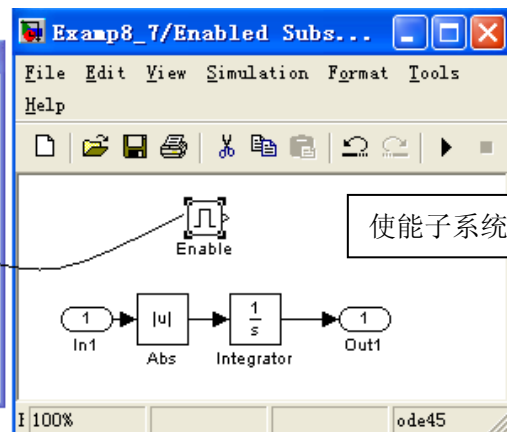 Examp8_7/Enabled Subs...
File Edit View Simulation Format Tools
Help
使能子系统
Enable
1 |u| 1 1
s
In1 Abs Integrator Out1
100% ode45